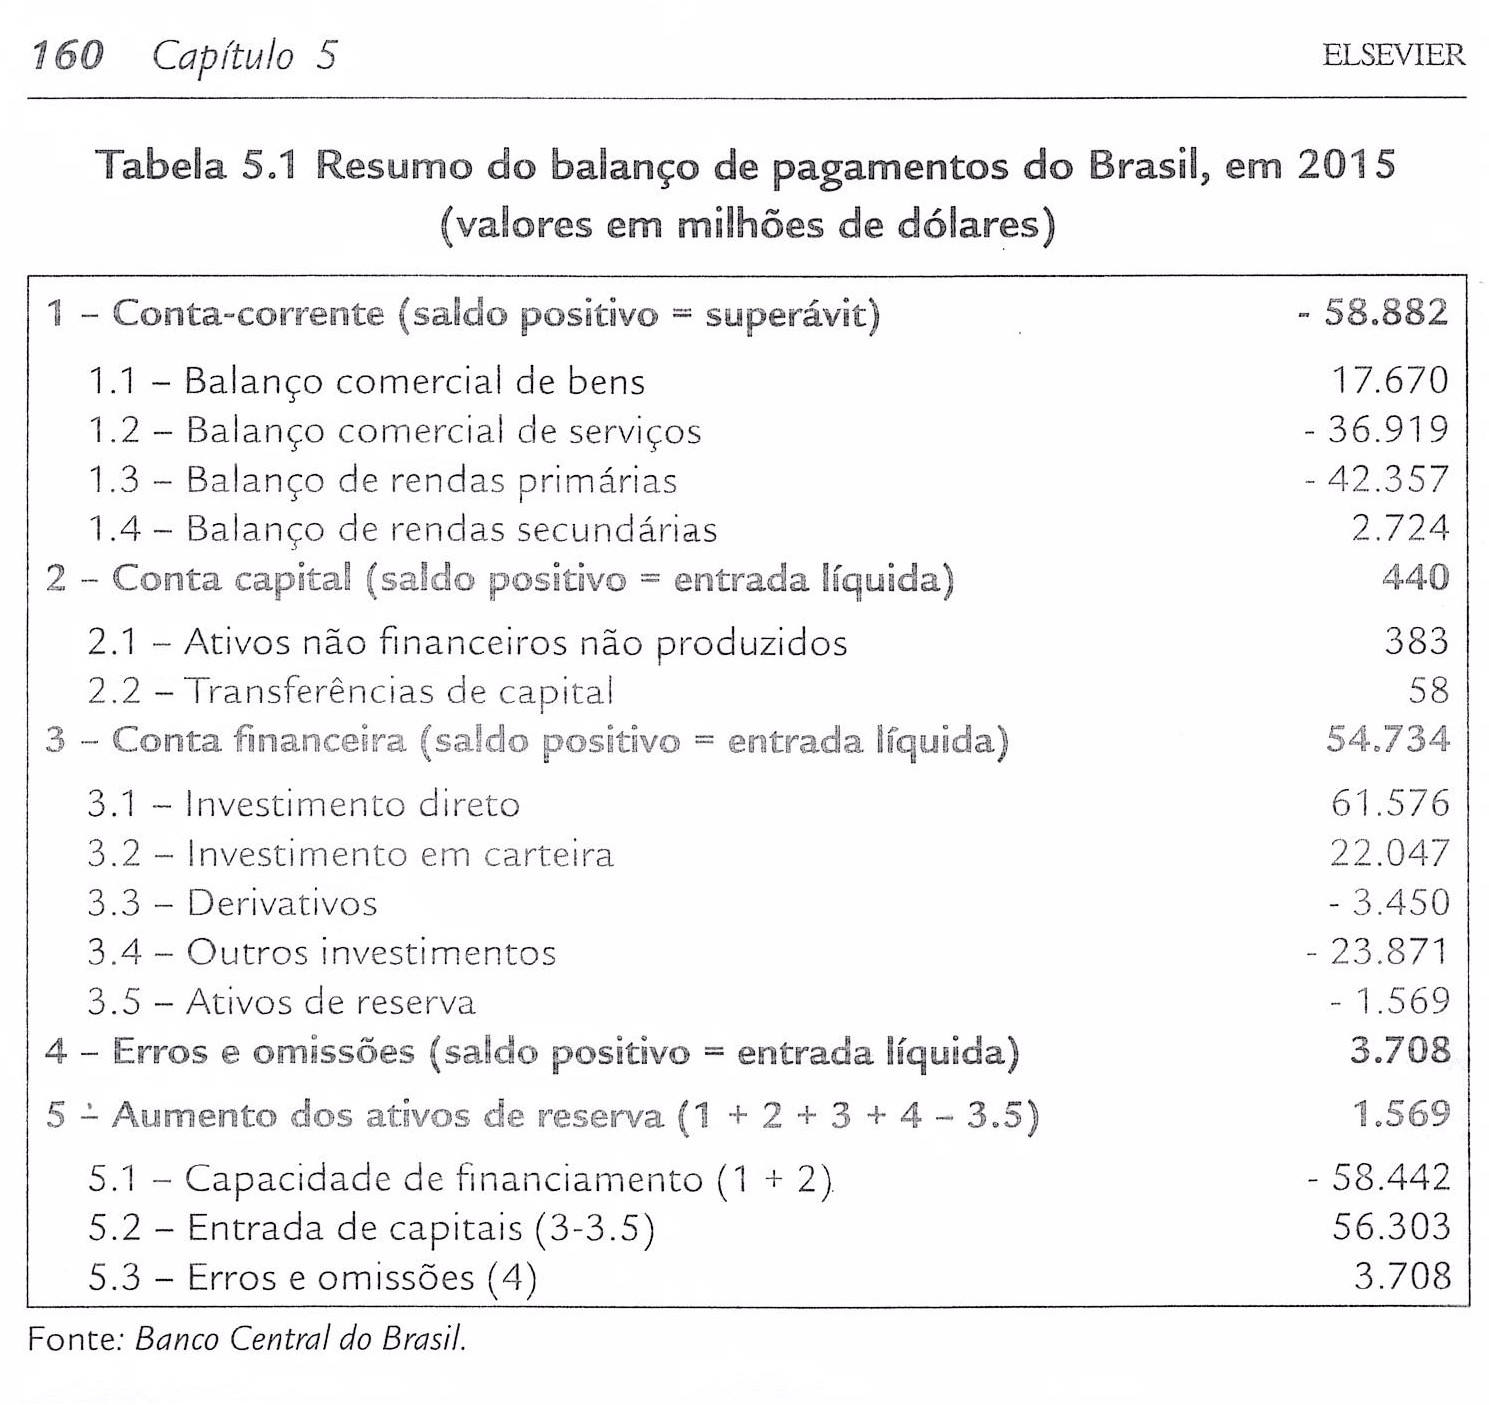 160 Capítulo 5 ELSEVIER
Tabela 5.1 Resumo do balanço de pagamentos do Brasil, em 2015
(valores em milhões de dólares)
1 – Conta-corrente (saldo positivo = superávit) - 58.882
1.1 – Balanço comercial de bens 17.670
1.2 – Balanço comercial de serviços - 36.919
1.3 – Balanço de rendas primárias - 42.357
1.4 – Balanço de rendas secundárias 2.724
2 – Conta capital (saldo positivo = entrada líquida) 440
2.1 – Ativos não financeiros não produzidos 383
2.2 – Transferências de capital 58
3 – Conta financeira (saldo positivo = entrada líquida) 54.734
3.1 – Investimento direto 61.576
3.2 – Investimento em carteira 22.047
3.3 – Derivativos - 3.450
3.4 – Outros investimentos - 23.871
3.5 – Ativos de reserva - 1.569
4 – Erros e omissões (saldo positivo = entrada líquida) 3.708
5 – Aumento dos ativos de reserva (1 + 2 + 3 + 4 – 3.5) 1.569
5.1 – Capacidade de financiamento (1 + 2) - 58.442
5.2 – Entrada de capitais (3-3.5) 56.303
5.3 – Erros e omissões (4) 3.708
Fonte: Banco Central do Brasil.